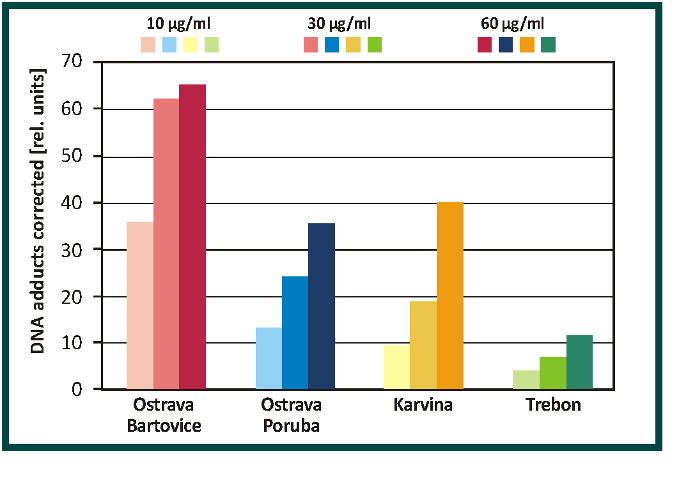 10 µg/ml 30 µg/ml 60 µg/ml
DNA adducts corrected [rel. units]
70
60
50
40
30
20
10
0
Ostrava Bartovice
Ostrava Poruba
Karvina
Trebon